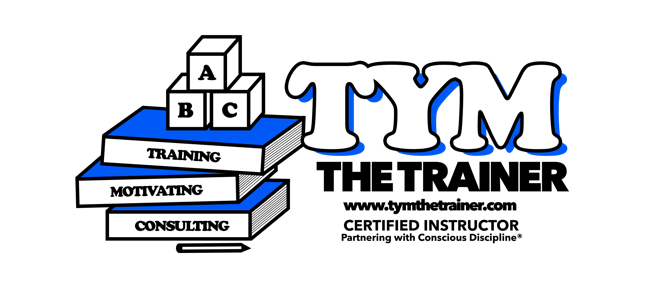 A
B C
TRAINING
MOTIVATING
CONSULTING
TYM
THE TRAINER
www.tymthetrainer.com
CERTIFIED INSTRUCTOR
Partnering with Conscious Discipline®